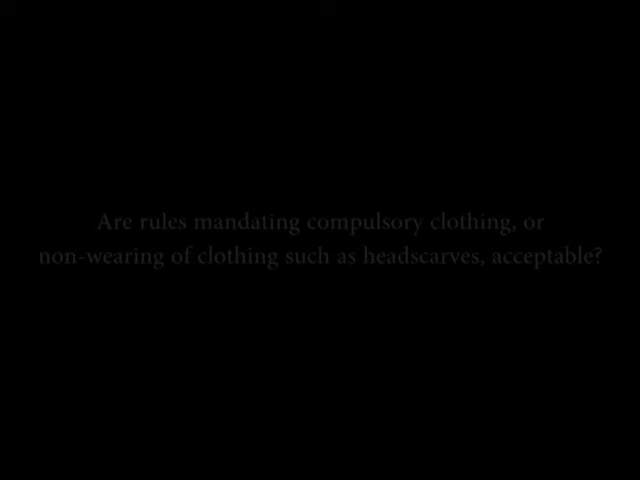 Are rules mandating compulsory clothing, or
non-wearing of clothing such as headscarves, acceptable?